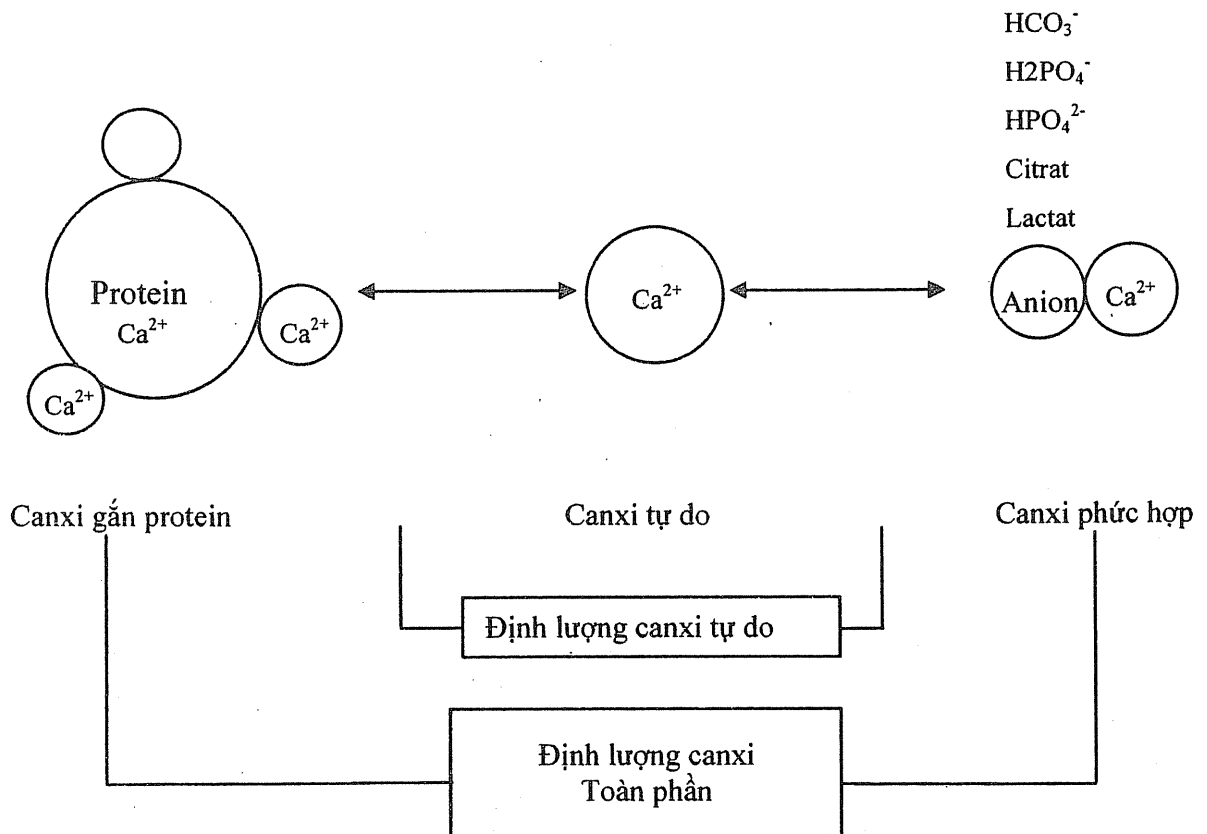 HCO₃⁻
H2PO₄⁻
HPO₄²⁻
Citrat
Lactat
Protein
Ca²⁺
Ca²⁺
Ca²⁺
Ca²⁺
Anion
Ca²⁺
Canxi gắn protein
Canxi tự do
Canxi phức hợp
Định lượng canxi tự do
Định lượng canxi
Toàn phần